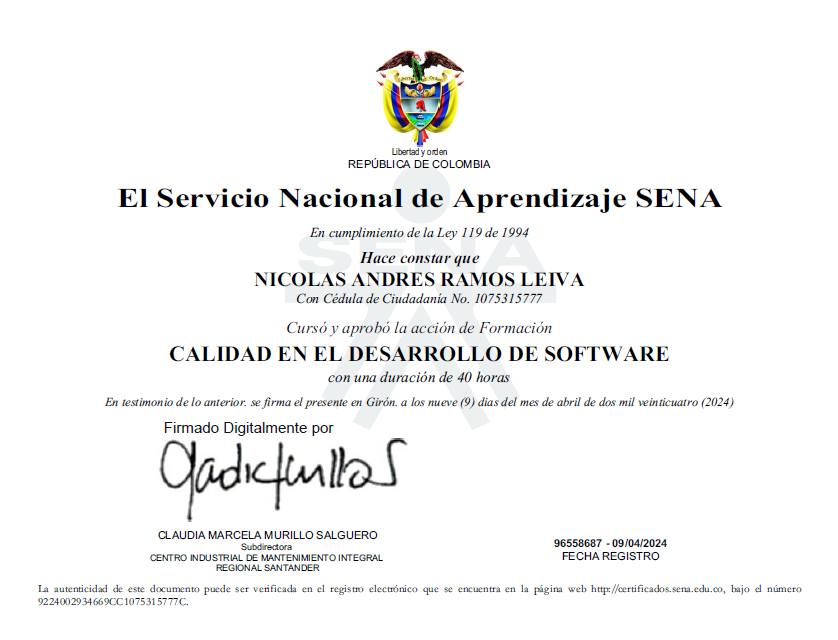 Libertad y orden
REPÚBLICA DE COLOMBIA
El Servicio Nacional de Aprendizaje SENA
En cumplimiento de la Ley 119 de 1994
SENA
Hace constar que
NICOLAS ANDRES RAMOS LEIVA
Con Cédula de Ciudadanía No. 1075315777
Cursó y aprobó la acción de Formación
CALIDAD EN EL DESARROLLO DE SOFTWARE
con una duración de 40 horas
En testimonio de lo anterior. se firma el presente en Girón. a los nueve (9) dias del mes de abril de dos mil veinticuatro (2024)
Firmado Digitalmente por
CLAUDIA MARCELA MURILLO SALGUERO
Subdirectora
CENTRO INDUSTRIAL DE MANTENIMIENTO INTEGRAL
REGIONAL SANTANDER
96558687 - 09/04/2024
FECHA REGISTRO
La autenticidad de este documento puede ser verificada en el registro electrónico que se encuentra en la página web http://certificados.sena.edu.co, bajo el número
9224002934669CC1075315777C.